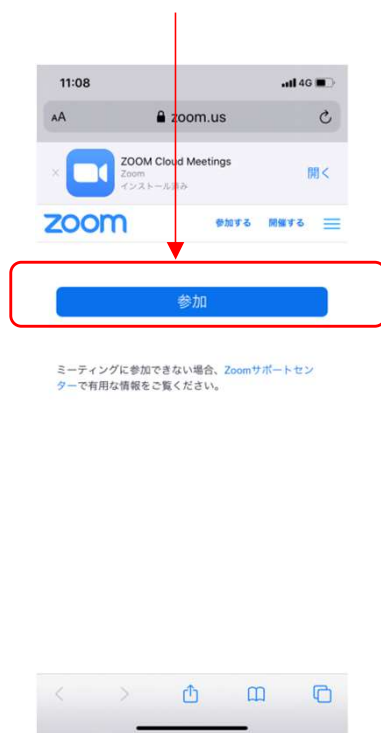 11:08
4G
AA
zoom.us
ZOOM Cloud Meetings
Zoom
インストール済み
開く
zoom
参加する
開催する
参加
ミーティングに参加できない場合、Zoomサポートセン
ターで有用な情報をご覧ください。